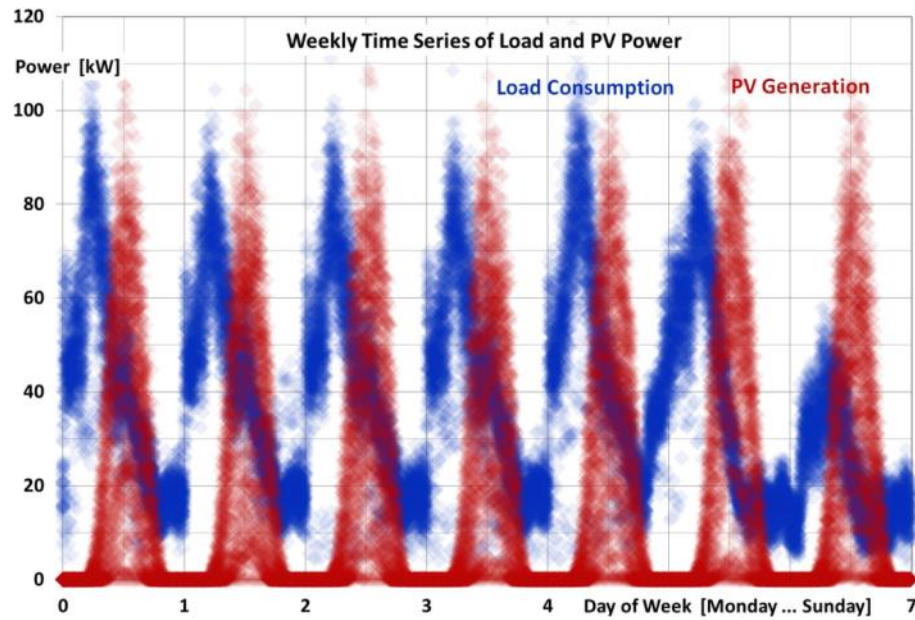 120
Weekly Time Series of Load and PV Power
Power [kW]
Load Consumption PV Generation
100
80
60
40
20
0
0 1 2 3 4 Day of Week [Monday ... Sunday] 7